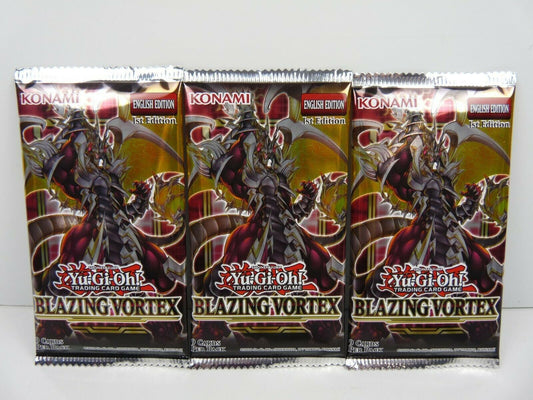 KONAMI
ENGLISH EDITION
1st Edition
Yu-Gi-Oh!
TRADING CARD GAME
BLAZING VORTEX
9 CARDS
PER PACK
KONAMI
ENGLISH EDITION
1st Edition
Yu-Gi-Oh!
TRADING CARD GAME
BLAZING VORTEX
9 CARDS
PER PACK
KONAMI
ENGLISH EDITION
1st Edition
Yu-Gi-Oh!
TRADING CARD GAME
BLAZING VORTEX
9 CARDS
PER PACK